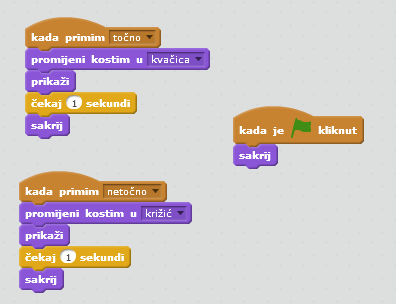 kada primim točno
promijeni kostim u kvačica
prikaži
čekaj 1 sekundi
sakrij
kada je kliknut
sakrij
kada primim netočno
promijeni kostim u križić
prikaži
čekaj 1 sekundi
sakrij